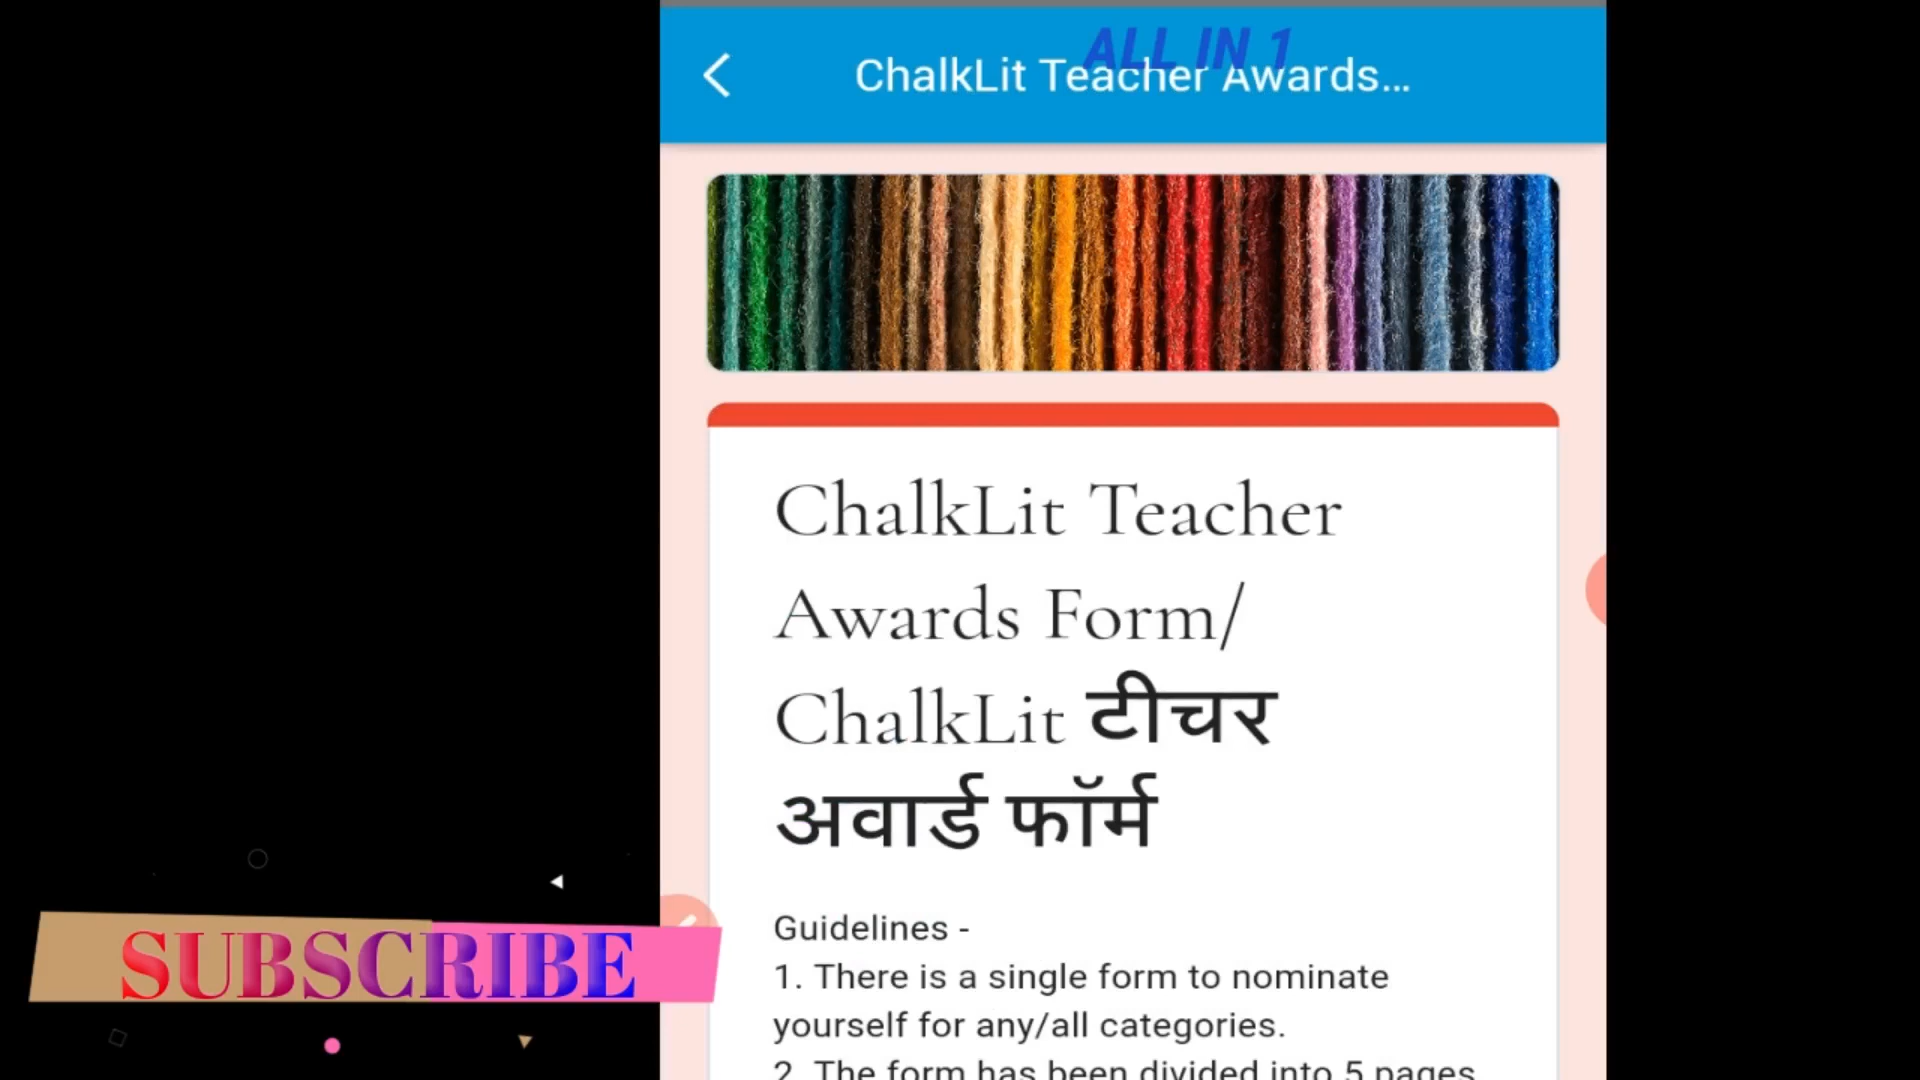 ALL IN 1
ChalkLit Teacher Awards...
ChalkLit Teacher
Awards Form/
ChalkLit टीचर
अवार्ड फॉर्म
Guidelines -
1. There is a single form to nominate
yourself for any/all categories.
2. The form has been divided into 5 pages
SUBSCRIBE